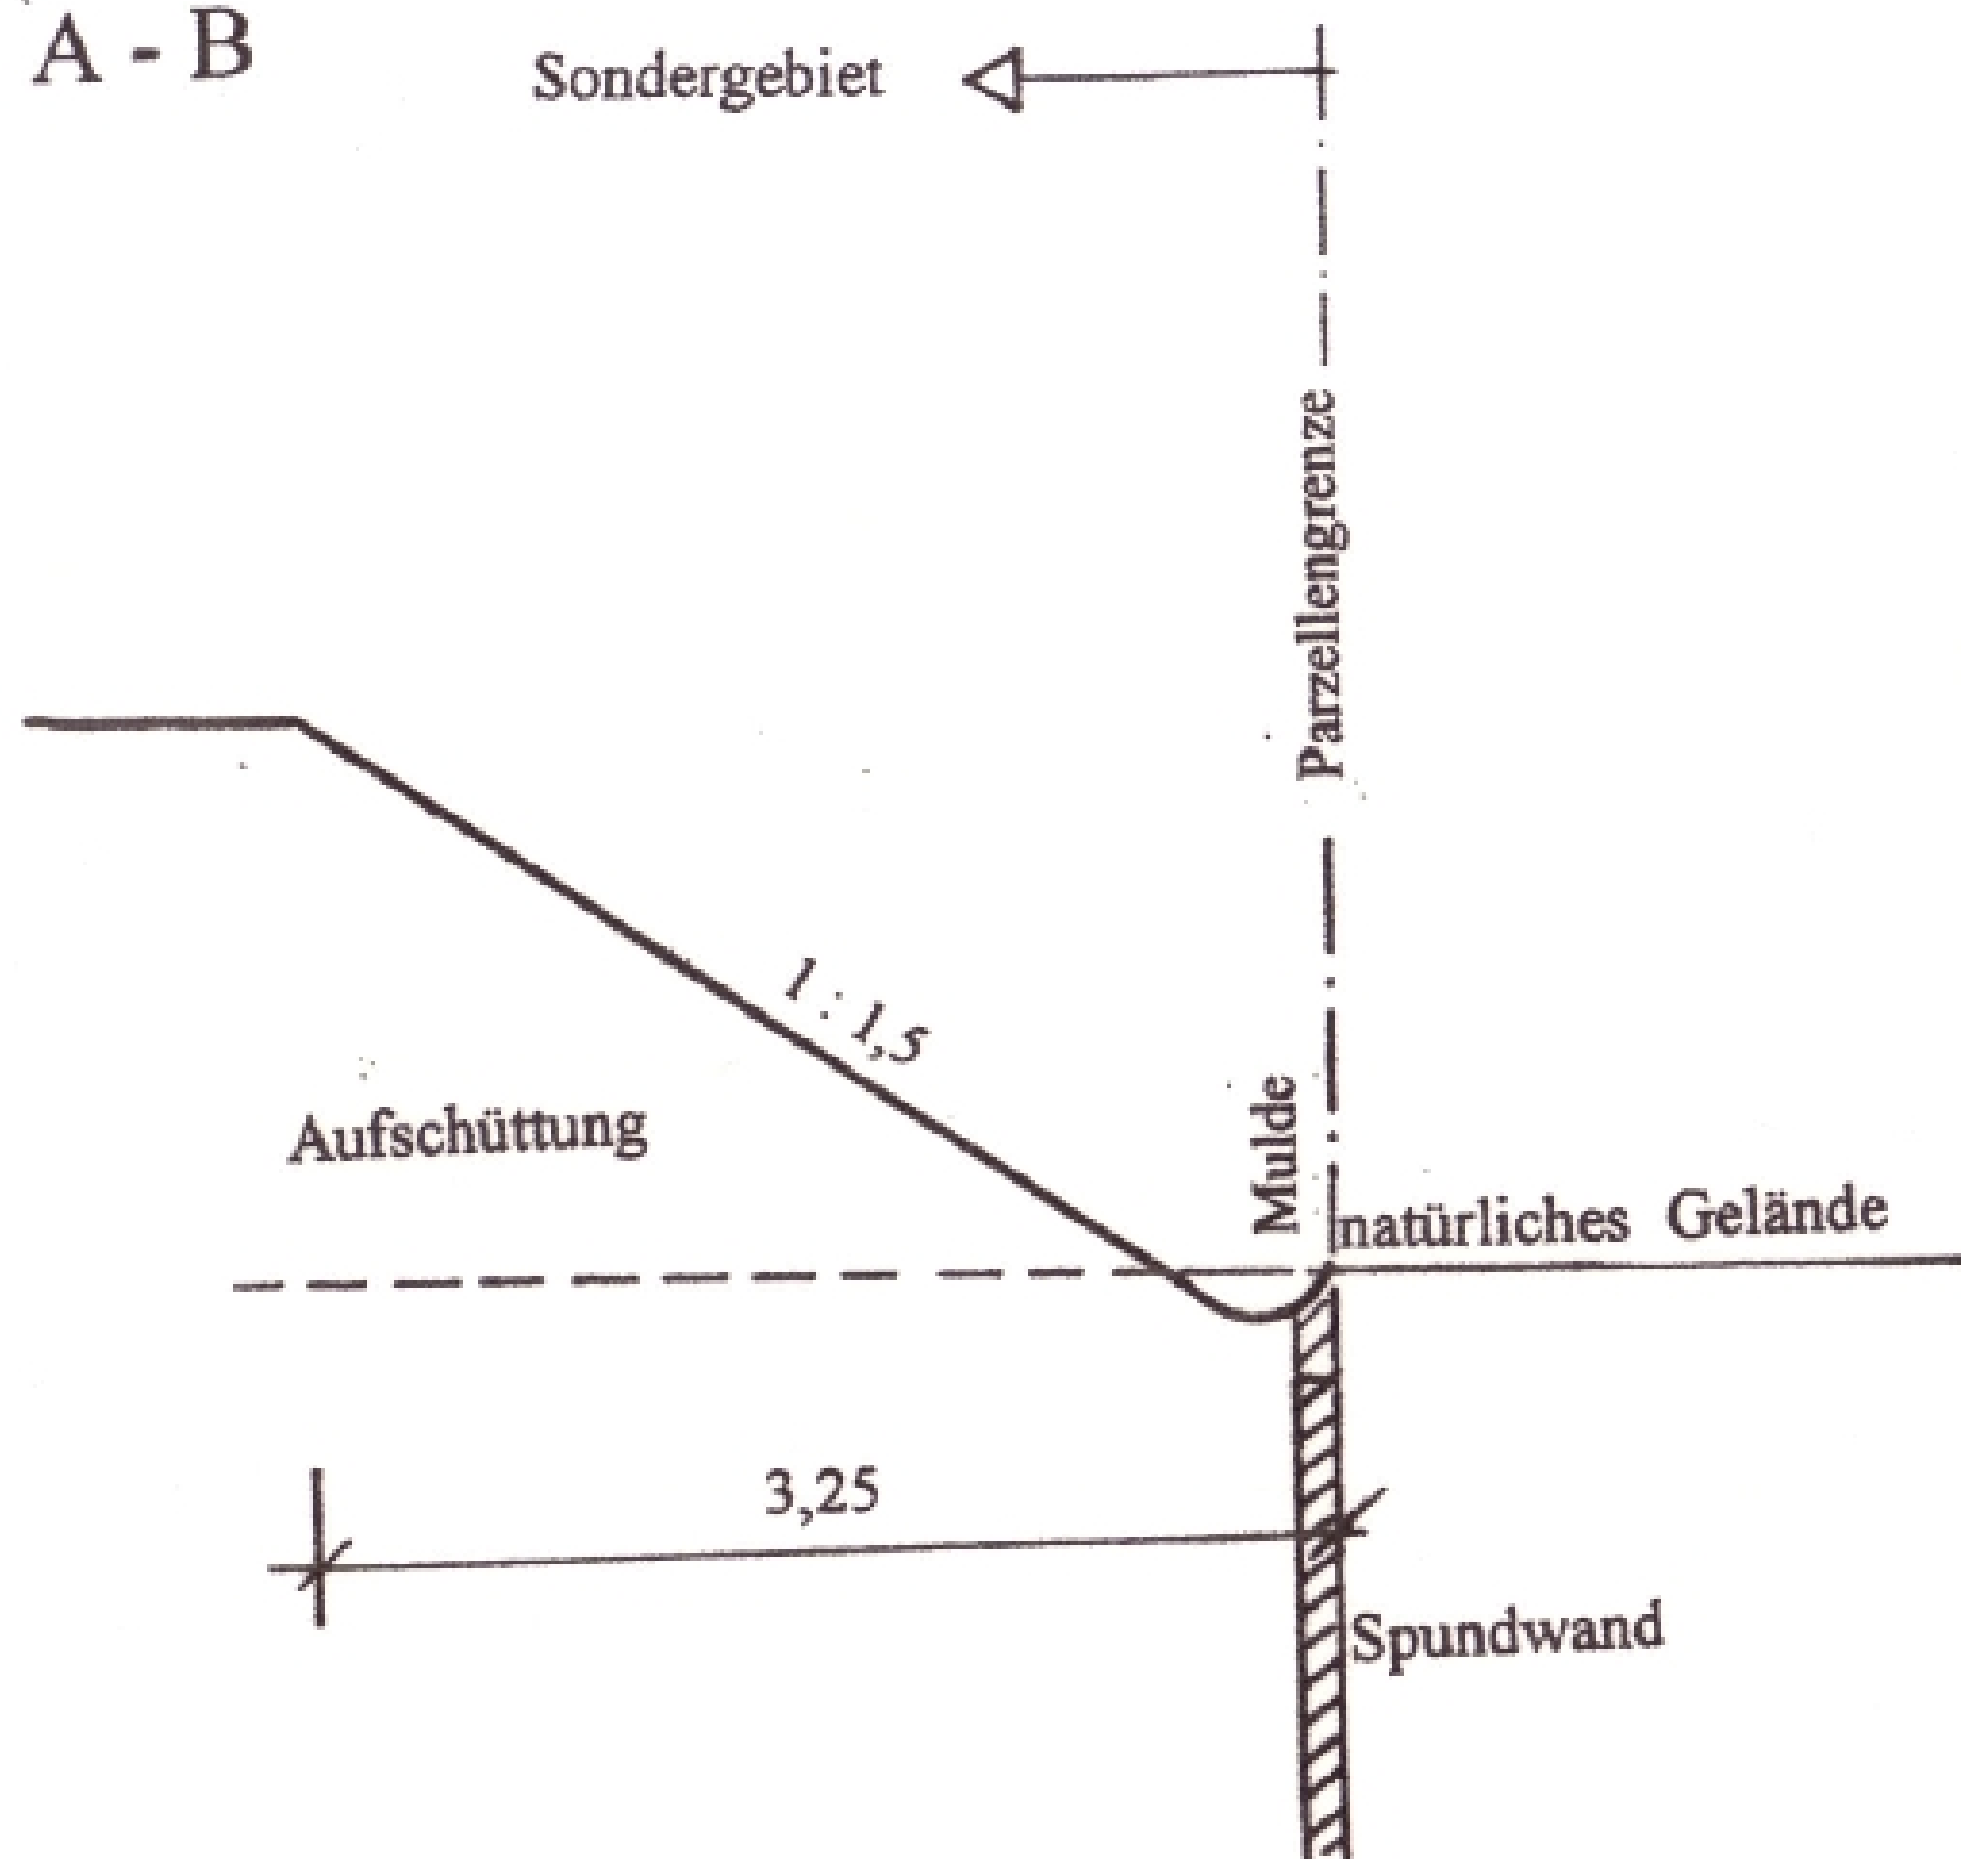 A - B
Sondergebiet
Parzellengrenze
1 : 1,5
Aufschüttung
Mulde
natürliches Gelände
3,25
Spundwand